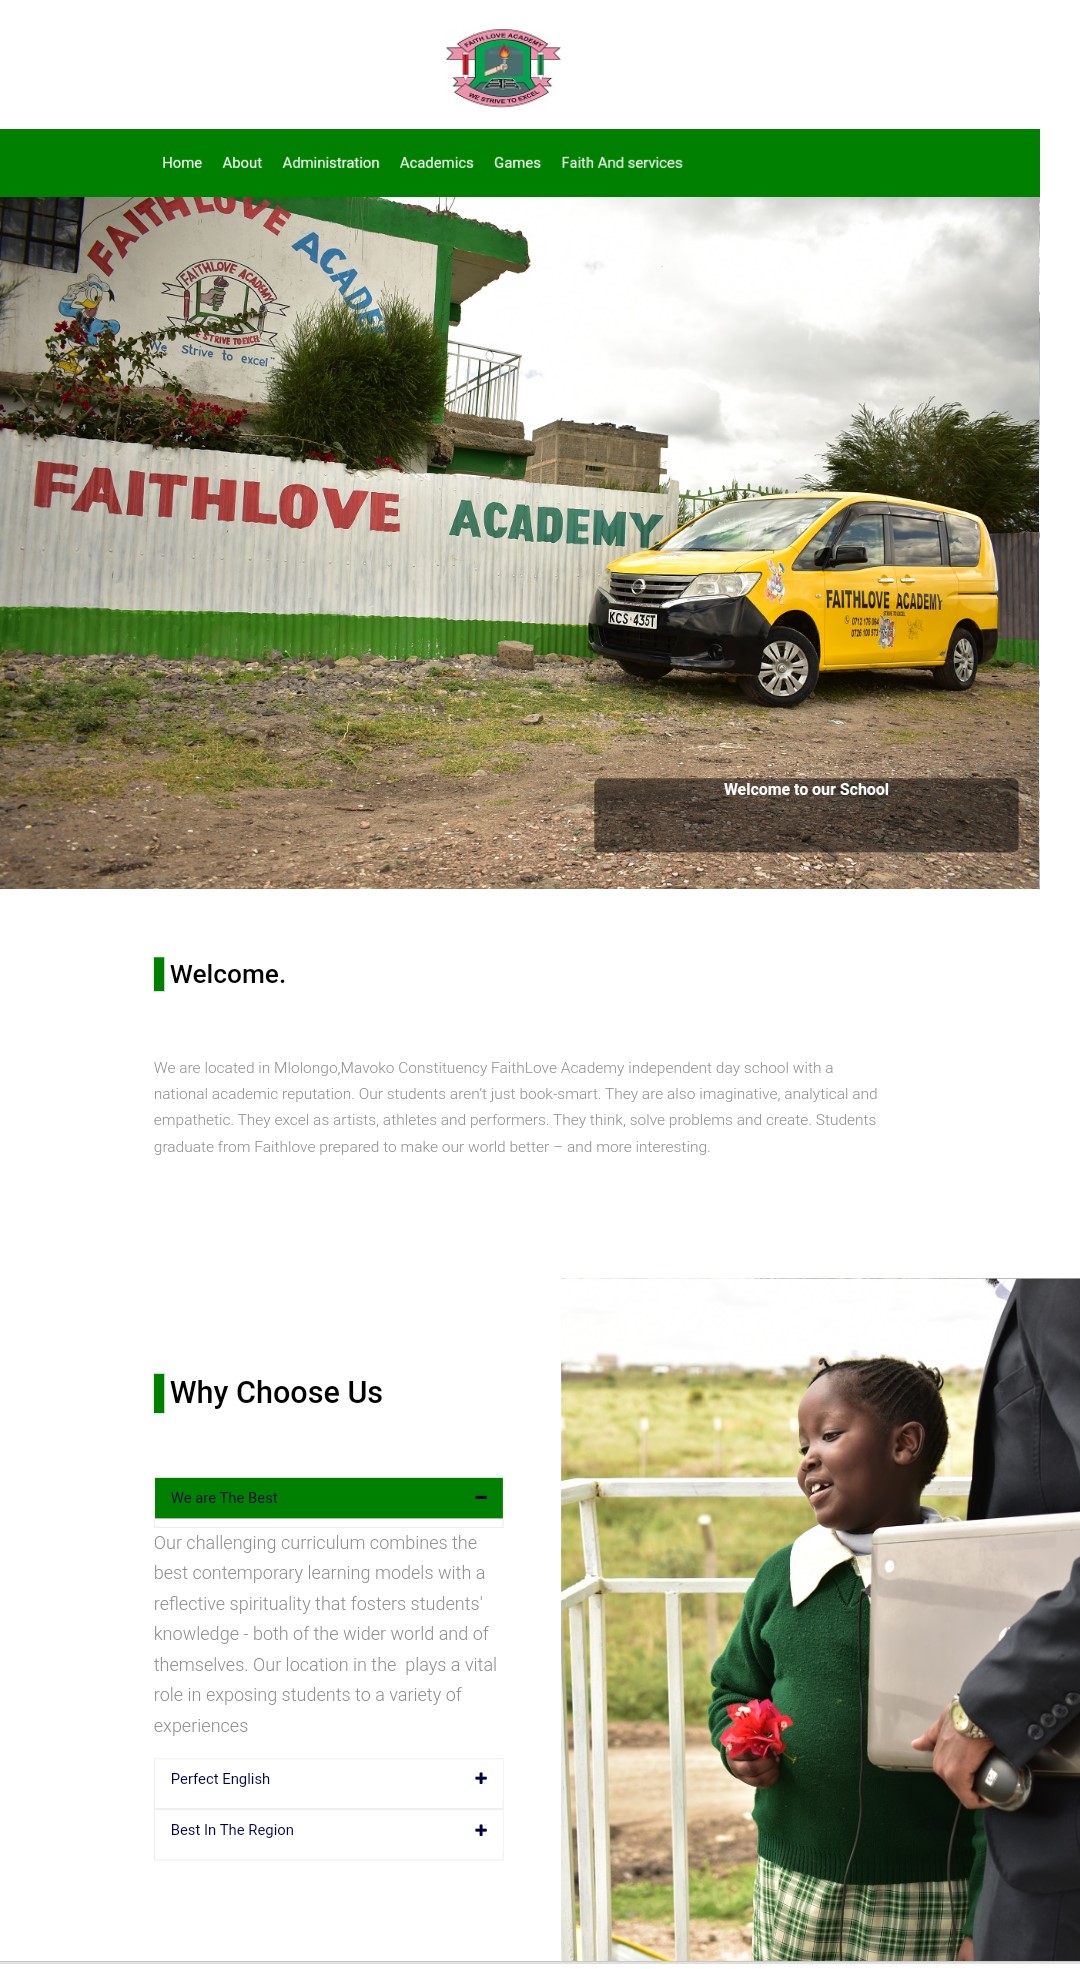 FAITH LOVE ACADEMY
WE STRIVE TO EXCEL
Home About Administration Academics Games Faith And services
FAITHLOVE ACADE
FAITHLOVE ACADEMY
E STRIVE TO EXCEL
We strive to excel"
FAITHLOVE ACADEMY
FAITHLOVE ACADEMY
STRIVE TO EXCEL
KCS 435T
Welcome to our School
Welcome.
We are located in Mlolongo,Mavoko Constituency FaithLove Academy independent day school with a
national academic reputation. Our students aren't just book-smart. They are also imaginative, analytical and
empathetic. They excel as artists, athletes and performers. They think, solve problems and create. Students
graduate from Faithlove prepared to make our world better – and more interesting.
Why Choose Us
We are The Best
Our challenging curriculum combines the
best contemporary learning models with a
reflective spirituality that fosters students'
knowledge - both of the wider world and of
themselves. Our location in the  plays a vital
role in exposing students to a variety of
experiences
Perfect English
Best In The Region